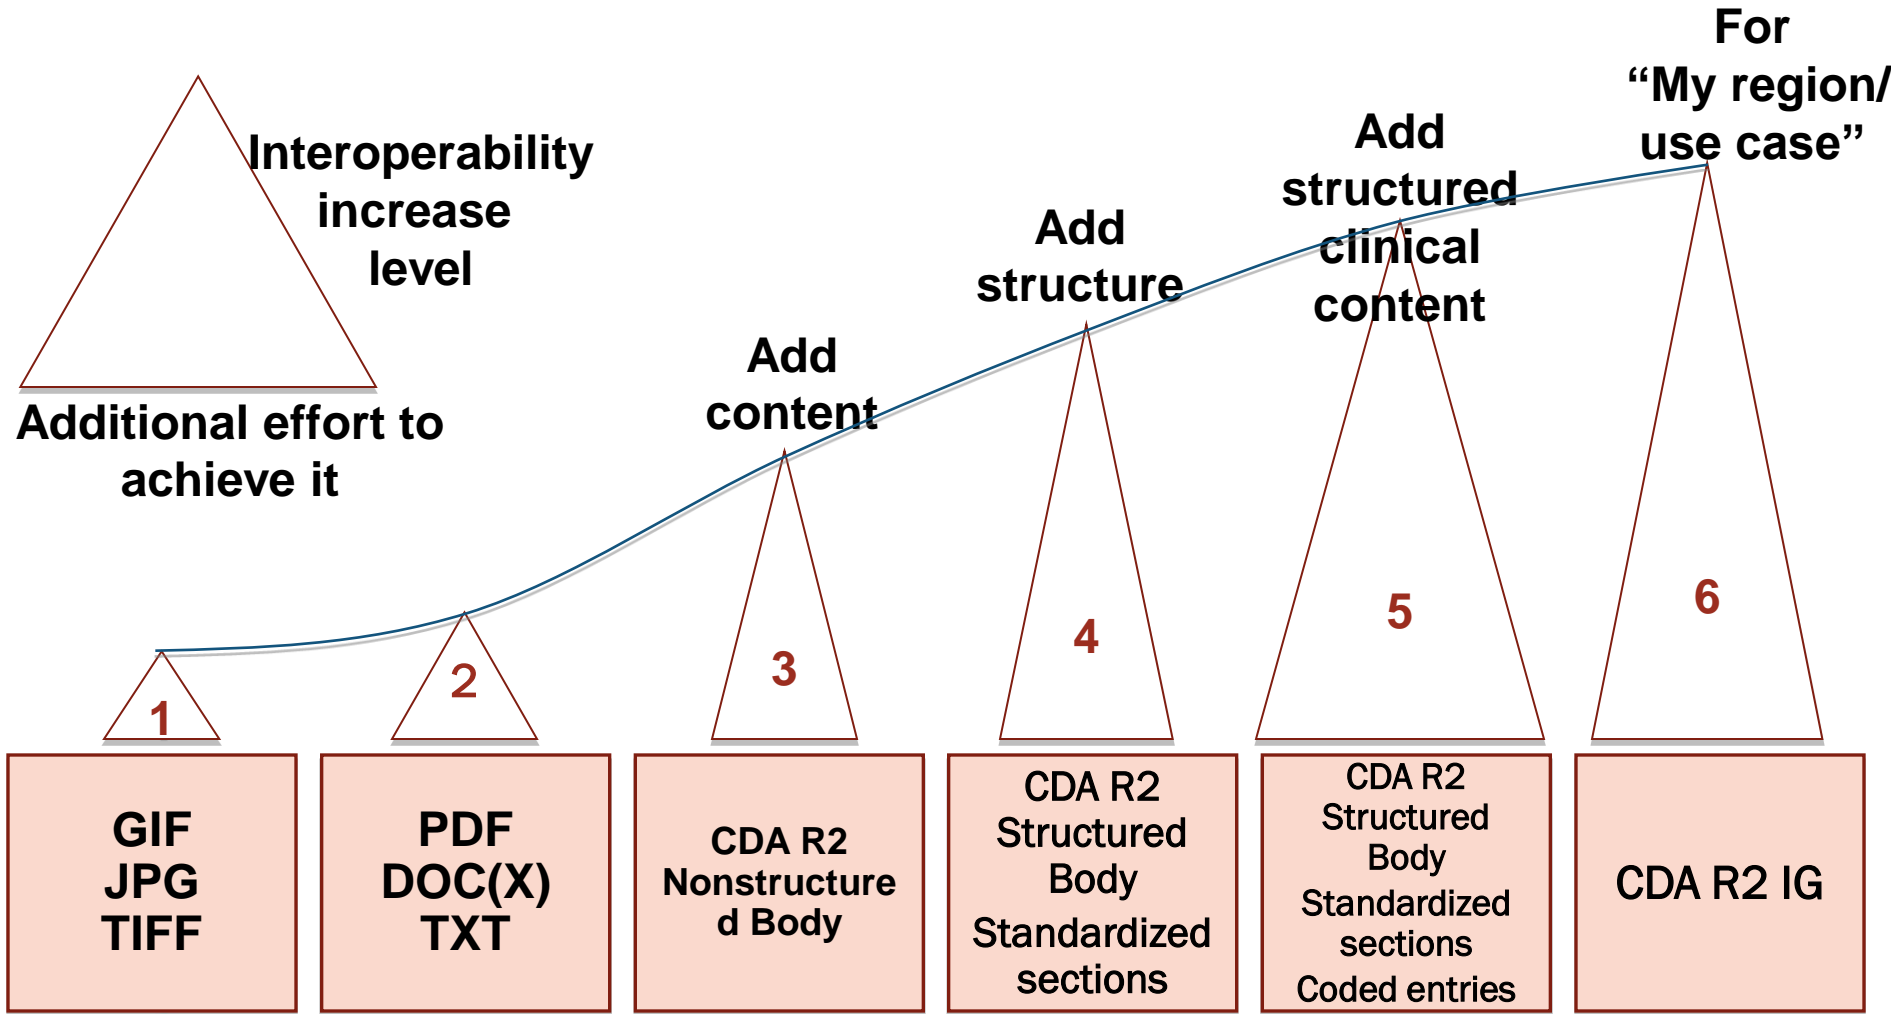 Interoperability
increase
level
Additional effort to
achieve it
Add
content
Add
structure
Add
structured
clinical
content
For
“My region/
use case”
1
2
3
4
5
6
GIF
JPG
TIFF
PDF
DOC(X)
TXT
CDA R2
Nonstructure
d Body
CDA R2
Structured
Body
Standardized
sections
CDA R2
Structured
Body
Standardized
sections
Coded entries
CDA R2 IG